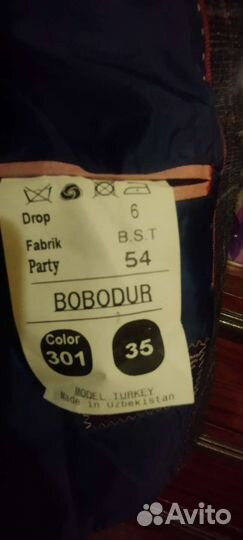 Drop 6
Fabrik B.S.T
Party 54
BOBODUR
Color 301 35
MODEL TURKEY
Made in Uzbekistan
Avito